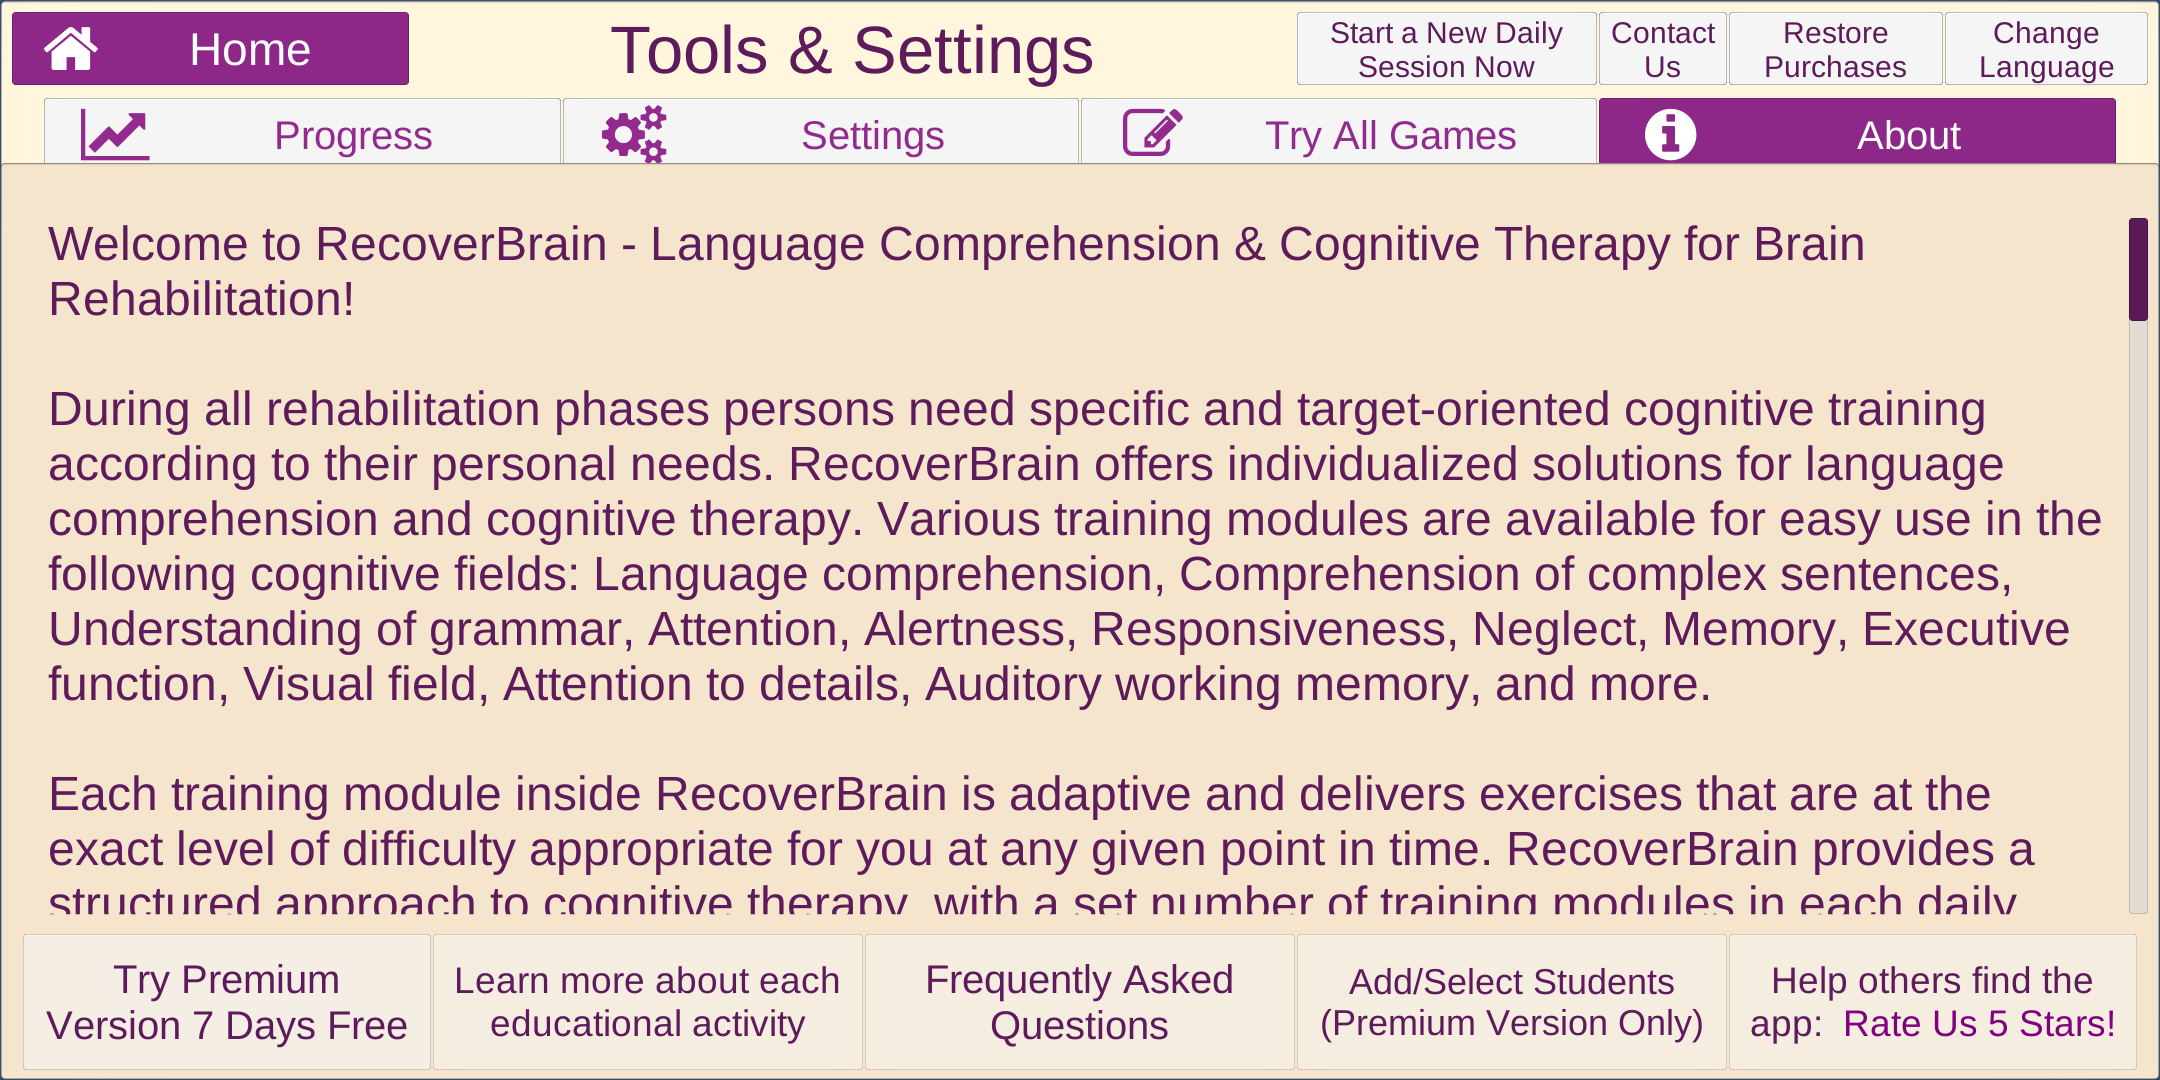 Home
Tools & Settings
Start a New Daily
Session Now
Contact
Us
Restore
Purchases
Change
Language
Progress
Settings
Try All Games
About
Welcome to RecoverBrain - Language Comprehension & Cognitive Therapy for Brain
Rehabilitation!
During all rehabilitation phases persons need specific and target-oriented cognitive training
according to their personal needs. RecoverBrain offers individualized solutions for language
comprehension and cognitive therapy. Various training modules are available for easy use in the
following cognitive fields: Language comprehension, Comprehension of complex sentences,
Understanding of grammar, Attention, Alertness, Responsiveness, Neglect, Memory, Executive
function, Visual field, Attention to details, Auditory working memory, and more.
Each training module inside RecoverBrain is adaptive and delivers exercises that are at the
exact level of difficulty appropriate for you at any given point in time. RecoverBrain provides a
structured approach to cognitive therapy, with a set number of training modules in each daily
Try Premium
Version 7 Days Free
Learn more about each
educational activity
Frequently Asked
Questions
Add/Select Students
(Premium Version Only)
Help others find the
app: Rate Us 5 Stars!